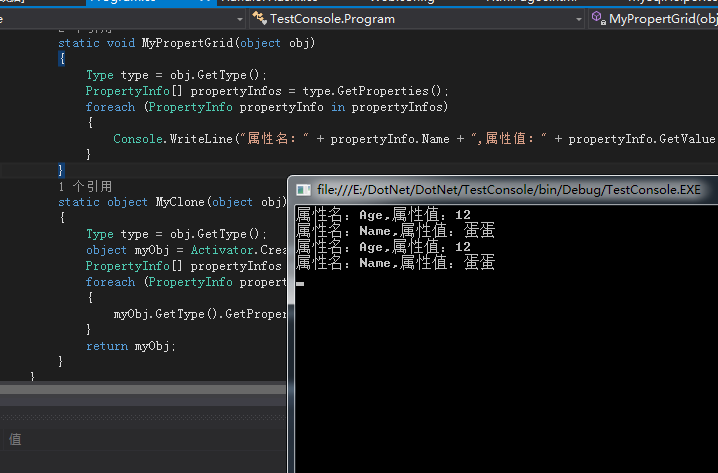 TestConsole.Program
MyPropertGrid(obj
static void MyPropertGrid(object obj)
{
Type type = obj.GetType();
PropertyInfo[] propertyInfos = type.GetProperties();
foreach (PropertyInfo propertyInfo in propertyInfos)
{
Console.WriteLine("属性名：" + propertyInfo.Name + ",属性值：" + propertyInfo.GetValue
}
}
1 个引用
static object MyClone(object obj)
{
Type type = obj.GetType();
object myObj = Activator.Crea
PropertyInfo[] propertyInfos
foreach (PropertyInfo propert
{
myObj.GetType().GetProper
}
return myObj;
}
}
值
file:///E:/DotNet/DotNet/TestConsole/bin/Debug/TestConsole.EXE
属性名：Age,属性值：12
属性名：Name,属性值：蛋蛋
属性名：Age,属性值：12
属性名：Name,属性值：蛋蛋